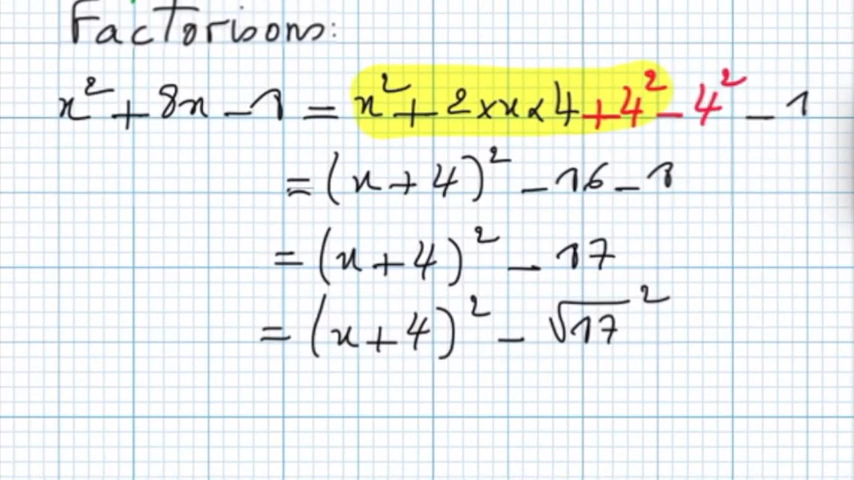 Factorisons:
x² + 8x - 1 = x² + 2 × x × 4 + 4² - 4² - 1
= (x + 4)² - 16 - 1
= (x + 4)² - 17
= (x + 4)² - √17²